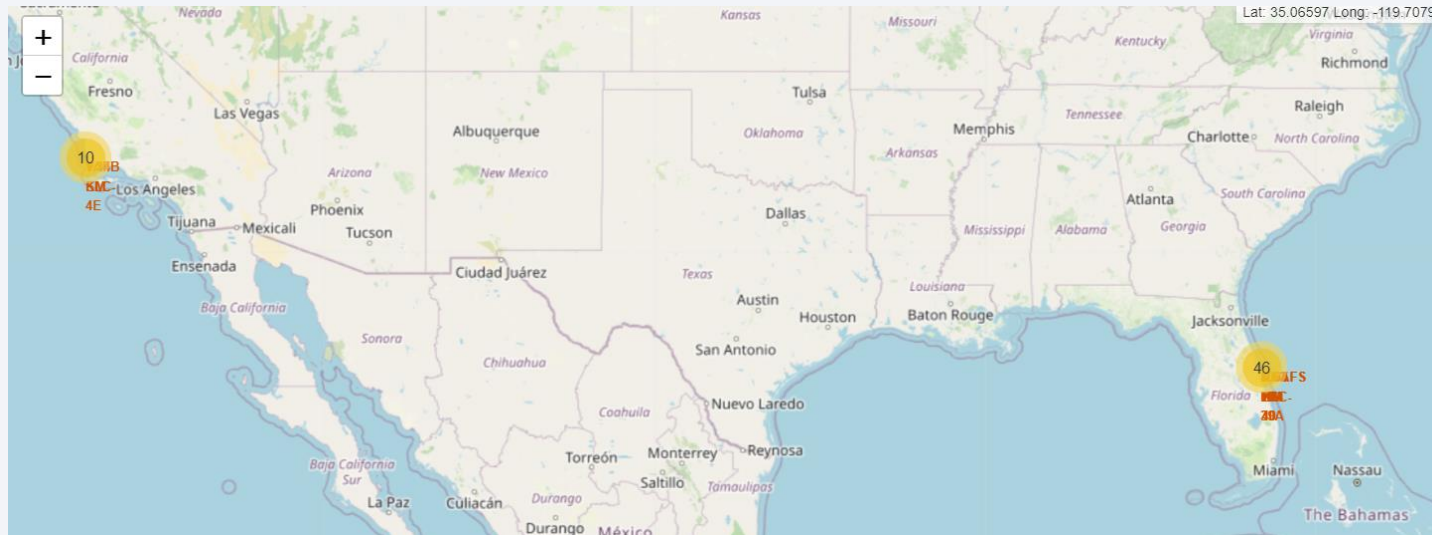 Nevada
Kansas
Missouri
Lat: 35.06597 Long: -119.7079
Virginia
+
−
California
Kentucky
Richmond
Fresno
Las Vegas
Tulsa
Raleigh
Albuquerque
Oklahoma
Memphis
Tennessee
Charlotte
North Carolina
10
Arkansas
Arizona
New Mexico
4E
Los Angeles
Phoenix
Dallas
Atlanta
South Carolina
Tijuana
Mexicali
Tucson
Mississippi
Alabama
Georgia
Ensenada
Ciudad Juárez
Texas
Louisiana
Baja California
Austin
Houston
Baton Rouge
Jacksonville
Sonora
San Antonio
Chihuahua
46
Florida
Coahuila
Nuevo Laredo
Torreón
Monterrey
Reynosa
Baja California
Sur
Saltillo
Tamaulipas
Miami
Nassau
La Paz
Culiacán
Durango
Durango
México
The Bahamas